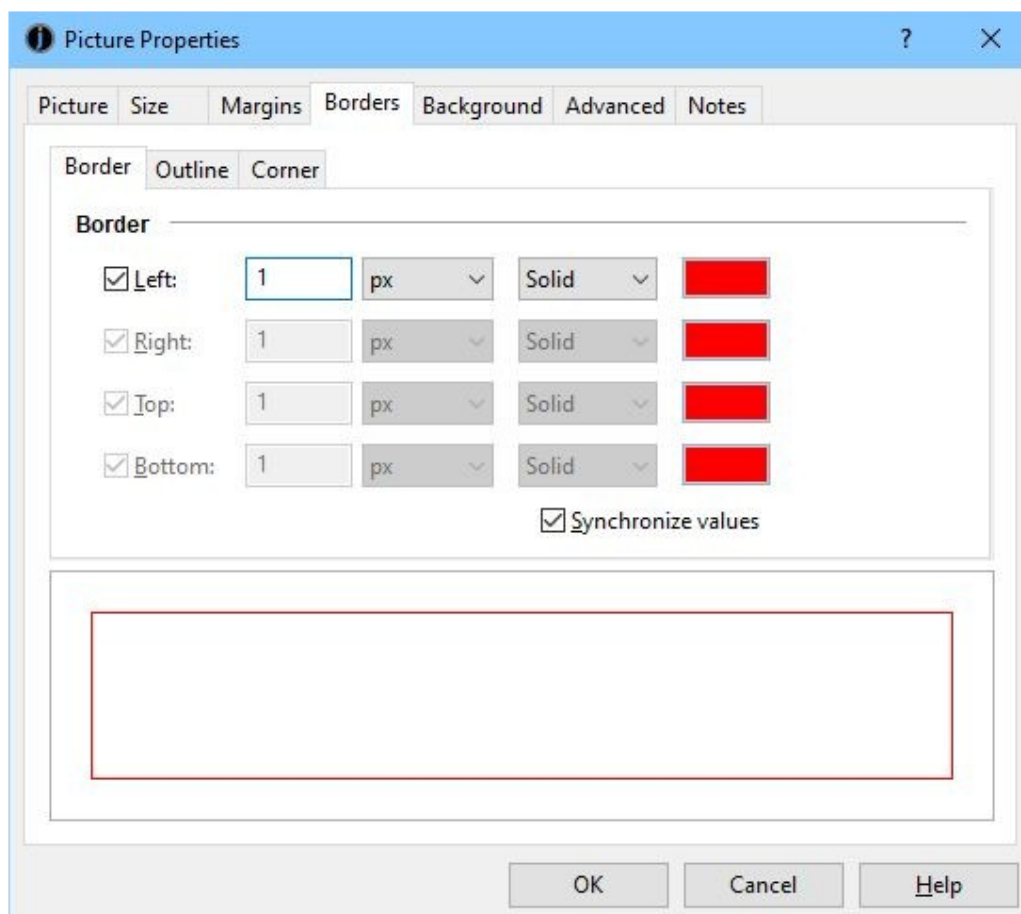 Picture Properties ?
Picture Size Margins Borders Background Advanced Notes
Border Outline Corner
Border
Left: 1 px Solid
Right: 1 px Solid
Top: 1 px Solid
Bottom: 1 px Solid
Synchronize values
OK Cancel Help